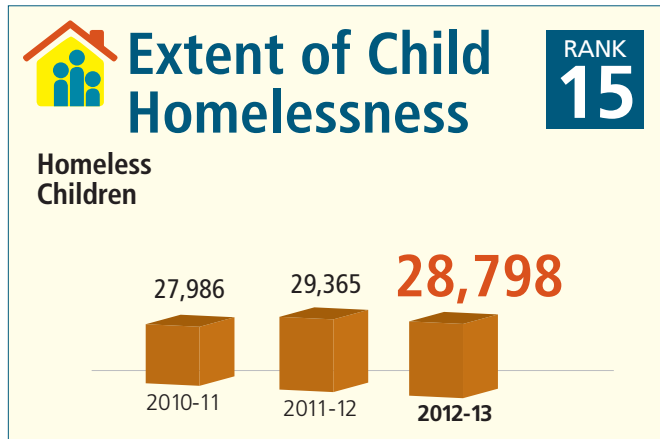 Extent of Child
Homelessness
RANK
15
Homeless
Children
27,986
29,365
28,798
2010-11
2011-12
2012-13